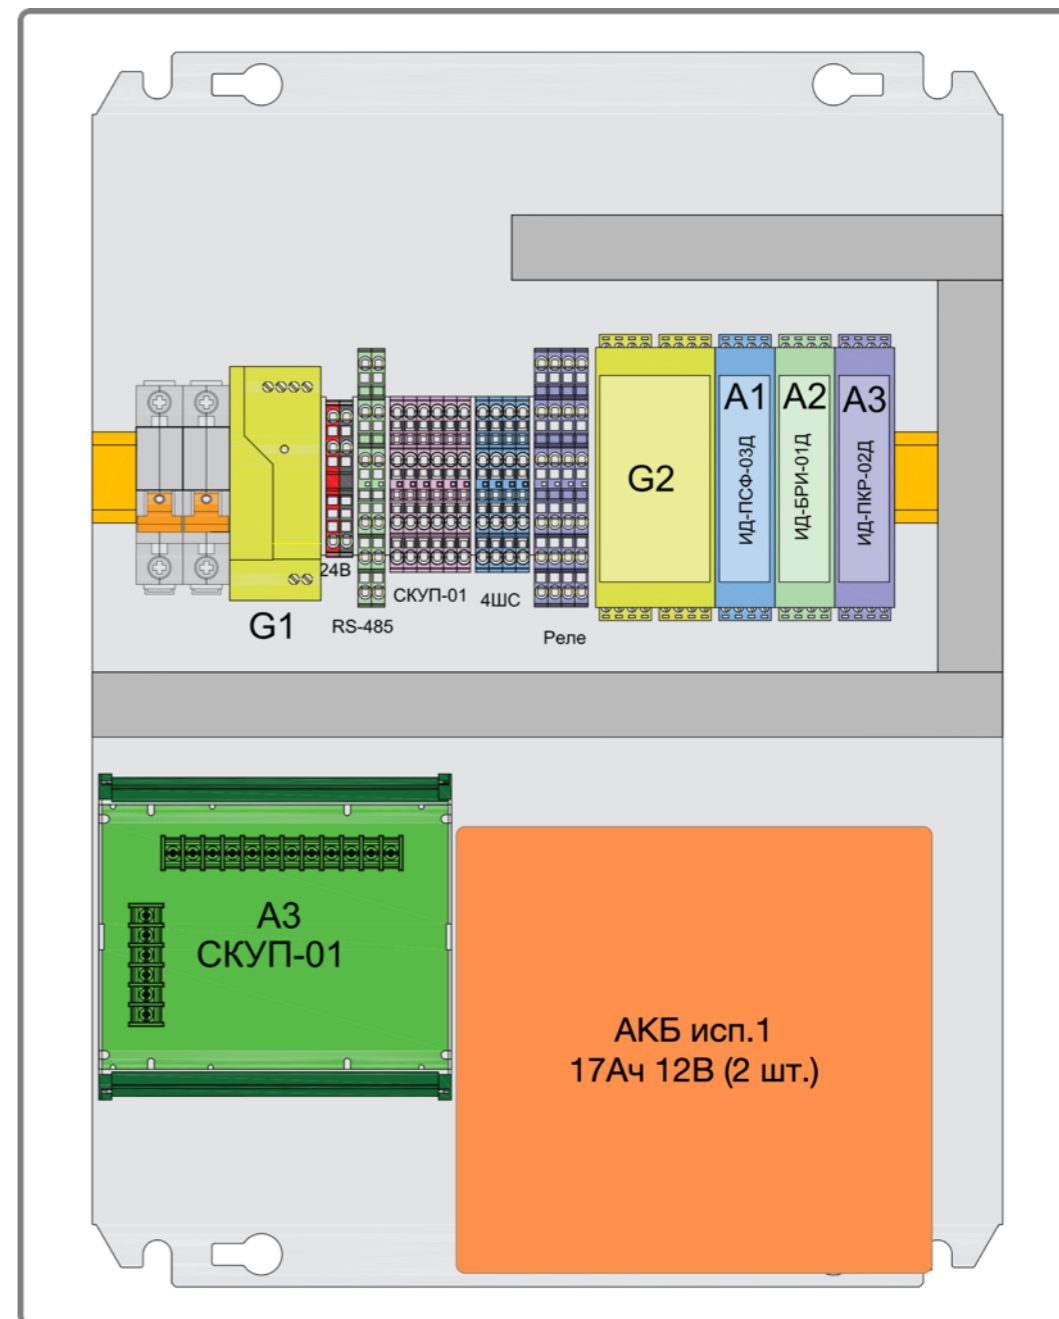 A1
A2
A3
ИД-ПСФ-03Д
ИД-БРИ-01Д
ИД-ПКР-02Д
G2
24В
G1
RS-485
СКУП-01
4ШС
Реле
А3
СКУП-01
АКБ исп.1
17Ач 12В (2 шт.)